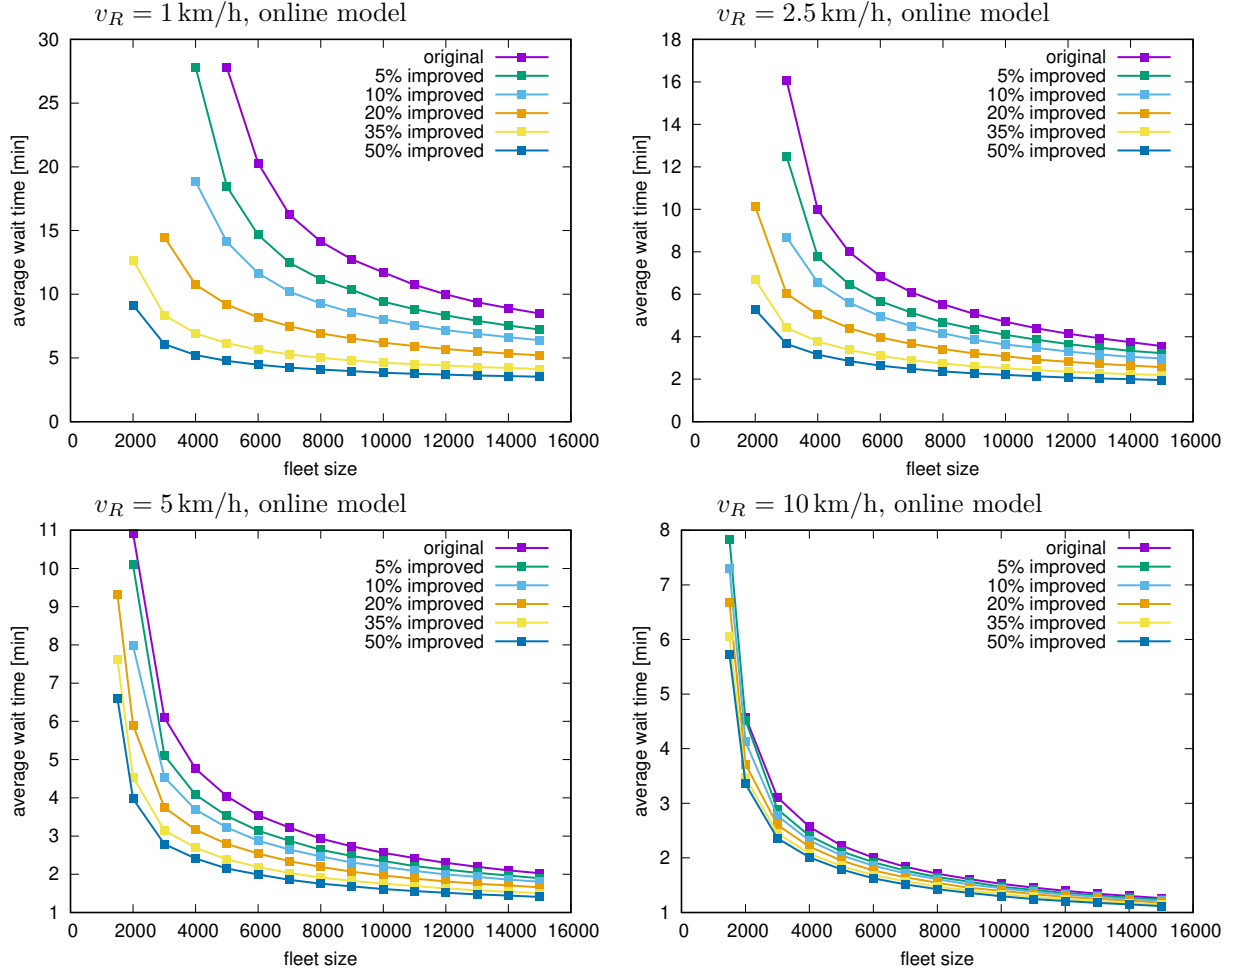 v_R = 1 km/h, online model
average wait time [min]
30
25
20
15
10
5
0
original
5% improved
10% improved
20% improved
35% improved
50% improved
0 2000 4000 6000 8000 10000 12000 14000 16000
fleet size
v_R = 2.5 km/h, online model
average wait time [min]
18
16
14
12
10
8
6
4
2
0
original
5% improved
10% improved
20% improved
35% improved
50% improved
0 2000 4000 6000 8000 10000 12000 14000 16000
fleet size
v_R = 5 km/h, online model
average wait time [min]
11
10
9
8
7
6
5
4
3
2
1
original
5% improved
10% improved
20% improved
35% improved
50% improved
0 2000 4000 6000 8000 10000 12000 14000 16000
fleet size
v_R = 10 km/h, online model
average wait time [min]
8
7
6
5
4
3
2
1
original
5% improved
10% improved
20% improved
35% improved
50% improved
0 2000 4000 6000 8000 10000 12000 14000 16000
fleet size